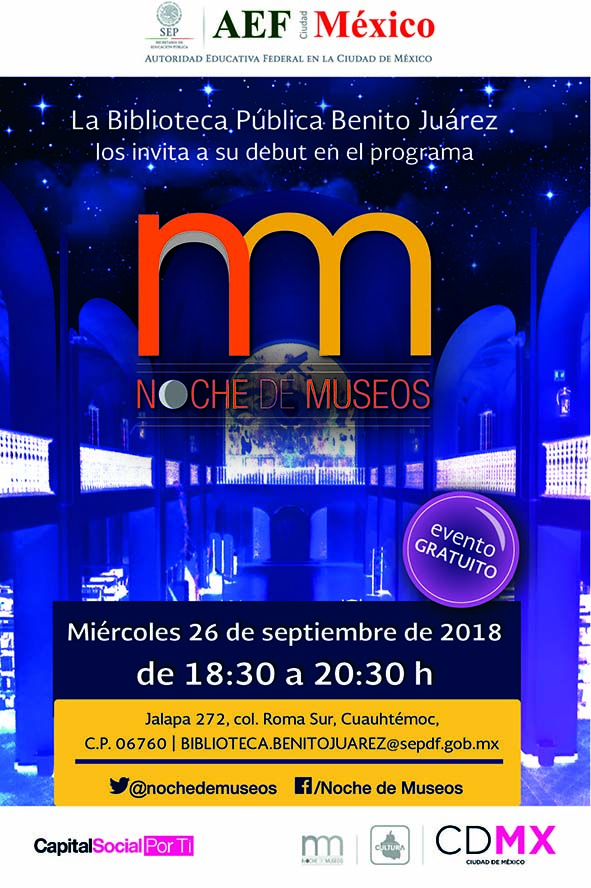 SEP
SECRETARÍA DE
EDUCACIÓN PÚBLICA
AEF Ciudad México
AUTORIDAD EDUCATIVA FEDERAL EN LA CIUDAD DE MÉXICO
La Biblioteca Pública Benito Juárez
los invita a su debut en el programa
nm
NOCHE DE MUSEOS
evento
GRATUITO
Miércoles 26 de septiembre de 2018
de 18:30 a 20:30 h
Jalapa 272, col. Roma Sur, Cuauhtémoc,
C.P. 06760 | BIBLIOTECA.BENITOJUAREZ@sepdf.gob.mx
@nochedemuseos /Noche de Museos
CapitalSocial Por Ti
nm
NOCHE DE MUSEOS
CULTURA
CDMX
CIUDAD DE MÉXICO